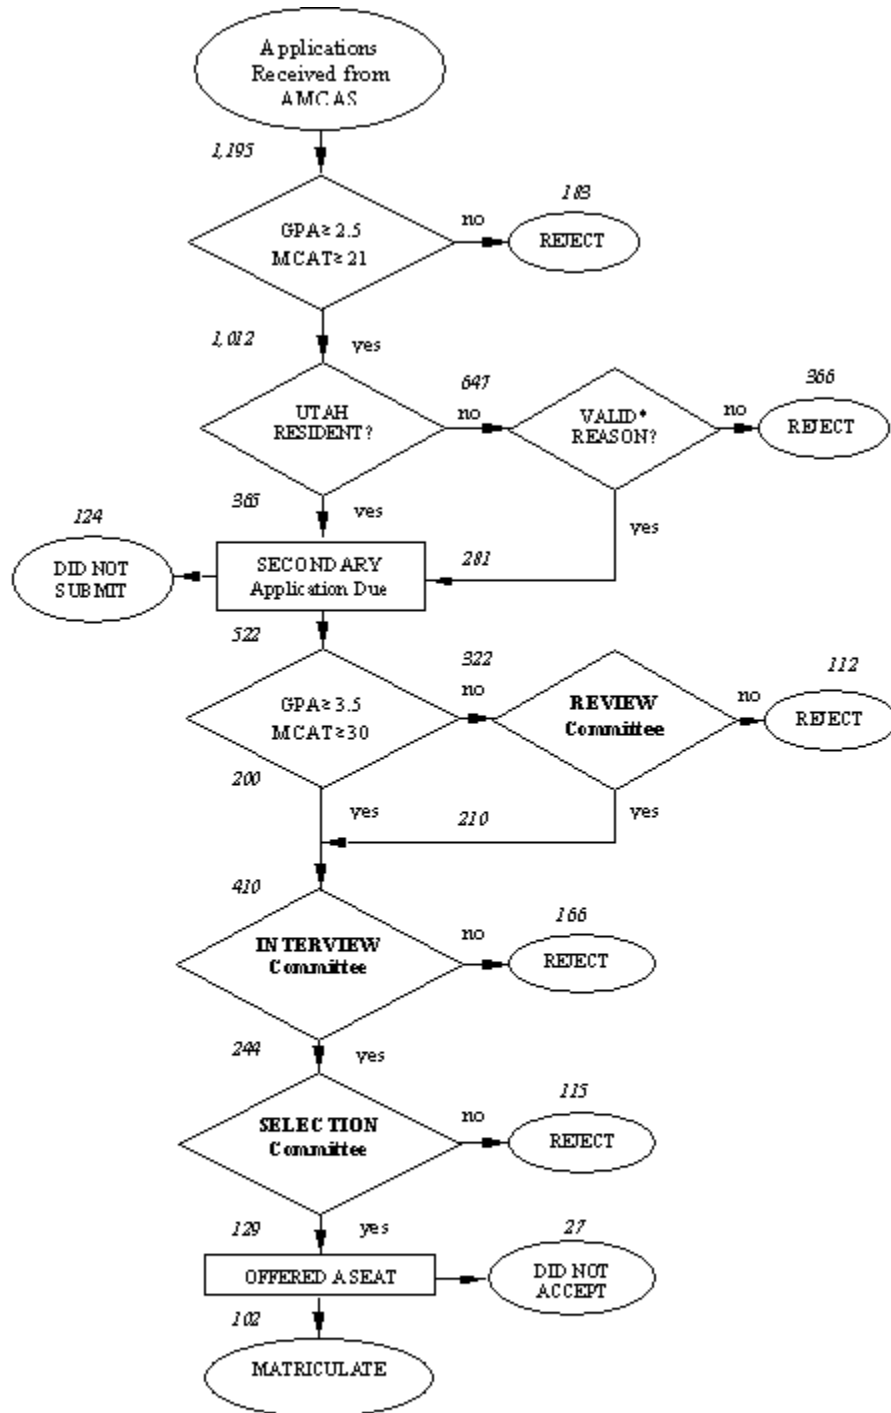 Applications
Received from
AMCAS
1,195
183
GPA≥ 2.5
MCAT≥ 21
no
REJECT
1,012
yes
647
366
UTAH
RESIDENT?
no
VALID*
REASON?
no
REJECT
365
yes
yes
124
281
DID NOT
SUBMIT
SECONDARY
Application Due
522
322
112
GPA≥ 3.5
MCAT≥30
no
REVIEW
Committee
no
REJECT
200
yes
210
yes
410
166
INTERVIEW
Committee
no
REJECT
244
yes
115
SELECTION
Committee
no
REJECT
129
yes
27
OFFERED A SEAT
DID NOT
ACCEPT
102
MATRICULATE